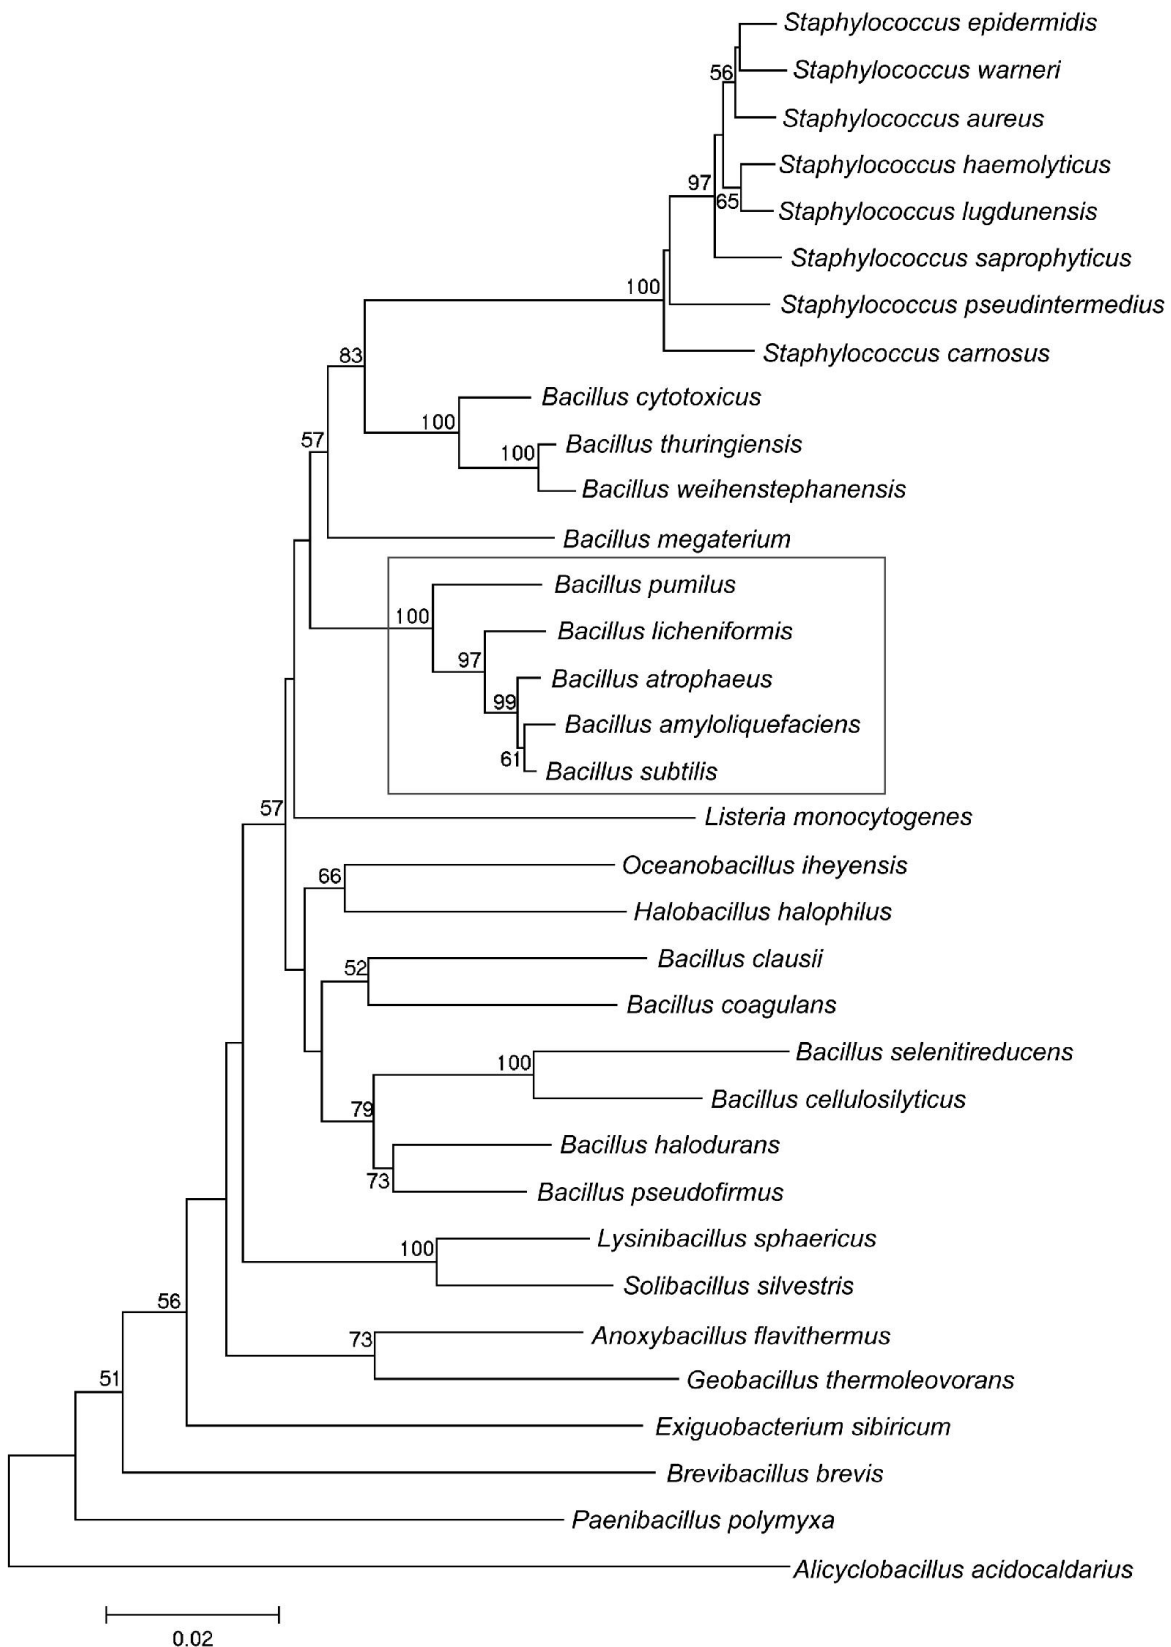 Staphylococcus epidermidis
Staphylococcus warneri
56
Staphylococcus aureus
Staphylococcus haemolyticus
97
65
Staphylococcus lugdunensis
Staphylococcus saprophyticus
100
Staphylococcus pseudintermedius
83
Staphylococcus carnosus
Bacillus cytotoxicus
100
57
Bacillus thuringiensis
100
Bacillus weihenstephanensis
Bacillus megaterium
Bacillus pumilus
100
Bacillus licheniformis
97
Bacillus atrophaeus
99
Bacillus amyloliquefaciens
61
Bacillus subtilis
57
Listeria monocytogenes
Oceanobacillus iheyensis
66
Halobacillus halophilus
Bacillus clausii
52
Bacillus coagulans
Bacillus selenitireducens
100
Bacillus cellulosilyticus
79
Bacillus halodurans
73
Bacillus pseudofirmus
Lysinibacillus sphaericus
100
Solibacillus silvestris
56
Anoxybacillus flavithermus
73
Geobacillus thermoleovorans
51
Exiguobacterium sibiricum
Brevibacillus brevis
Paenibacillus polymyxa
Alicyclobacillus acidocaldarius
0.02